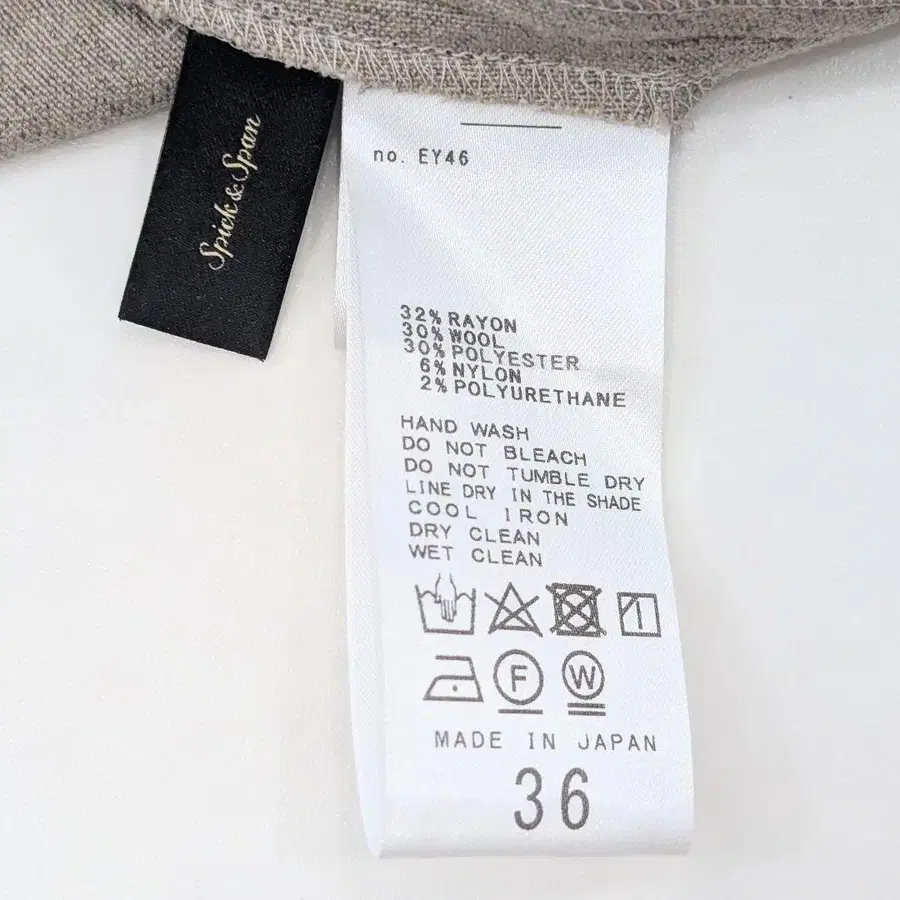 Spick & Span
no. EY46
32% RAYON
30% WOOL
30% POLYESTER
6% NYLON
2% POLYURETHANE
HAND WASH
DO NOT BLEACH
DO NOT TUMBLE DRY
LINE DRY IN THE SHADE
COOL IRON
DRY CLEAN
WET CLEAN
F W
MADE IN JAPAN
36